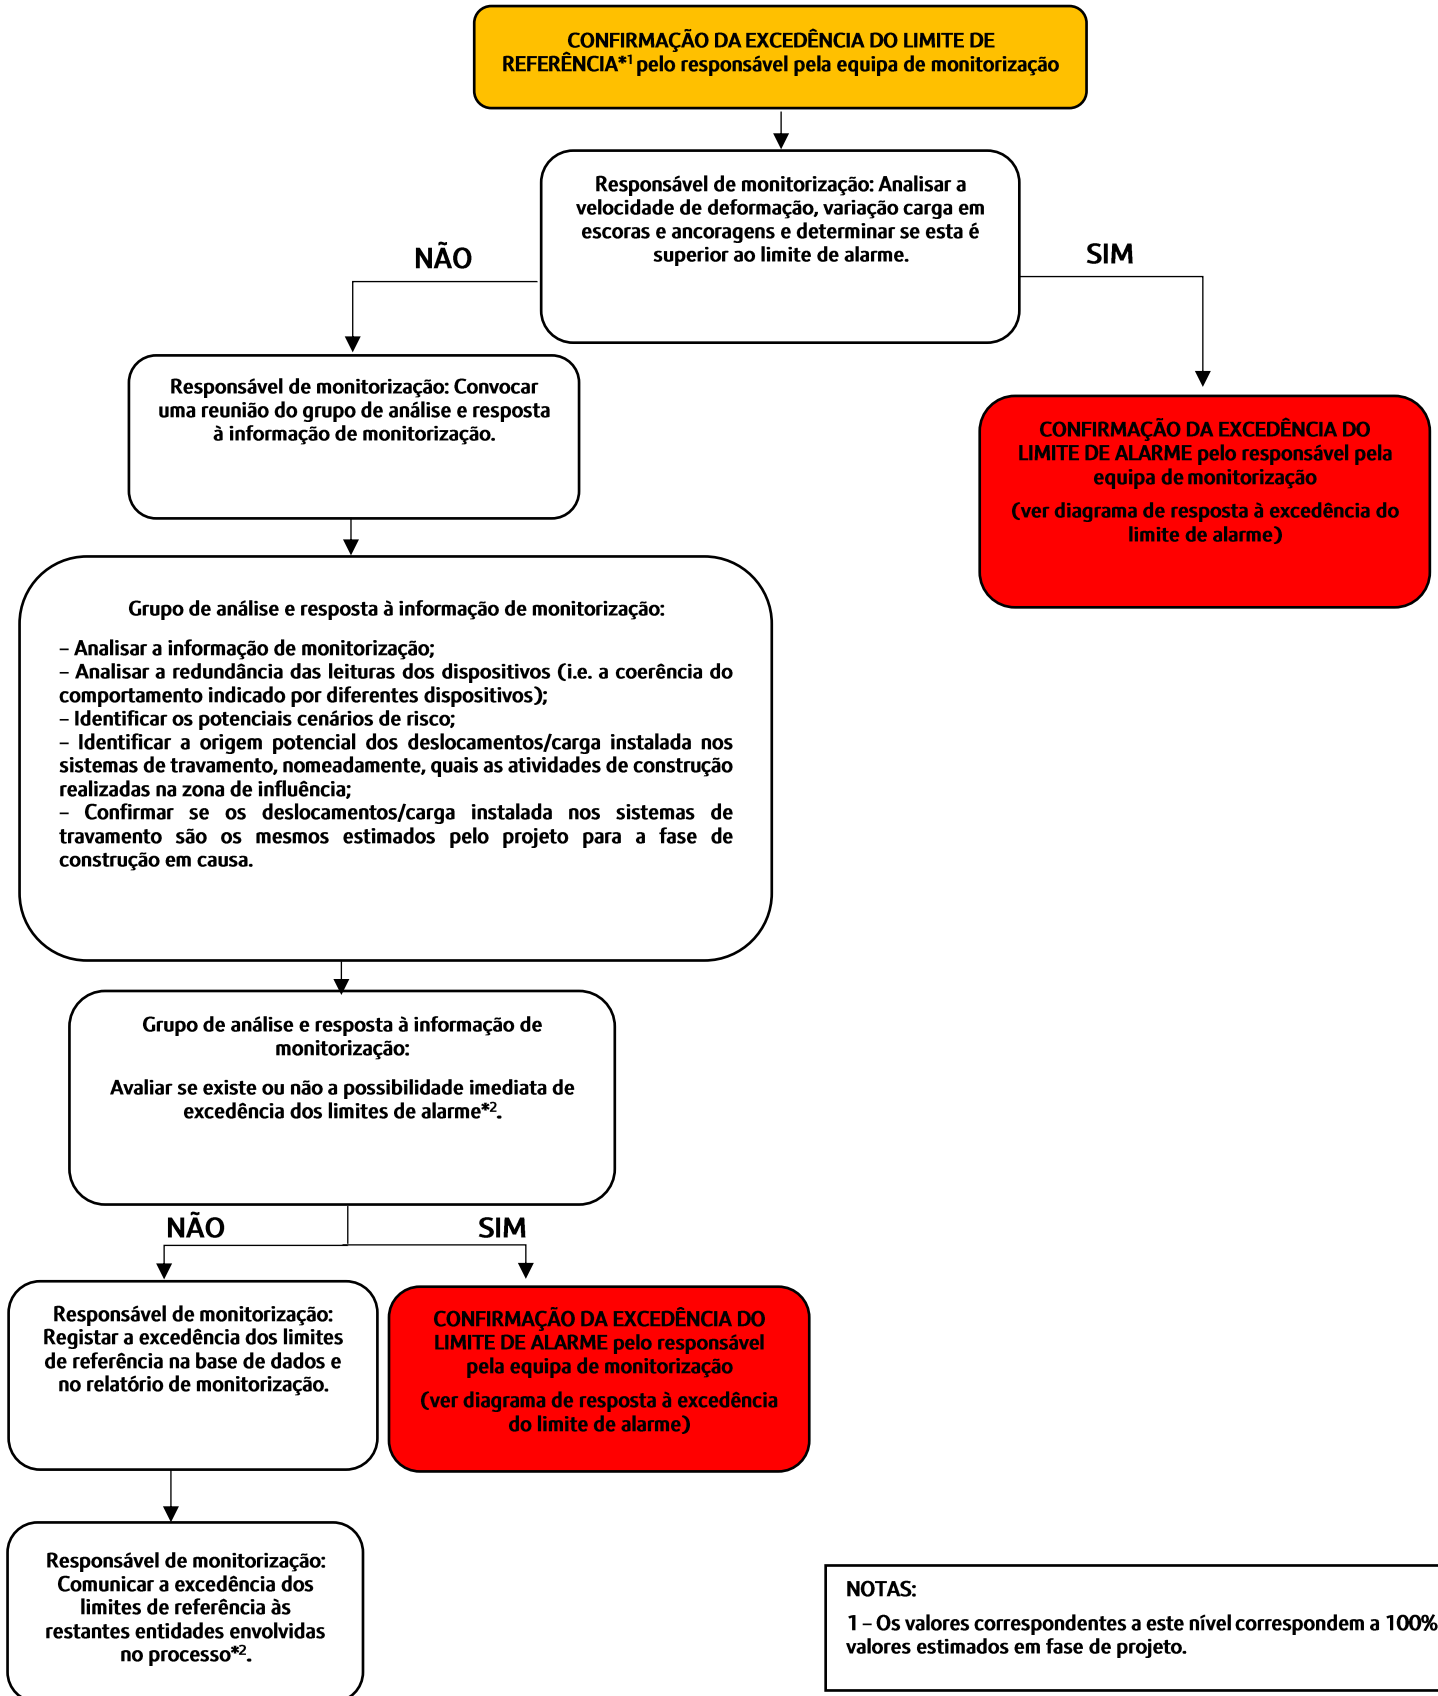 CONFIRMAÇÃO DA EXCEDÊNCIA DO LIMITE DE
REFERÊNCIA*1 pelo responsável pela equipa de monitorização
Responsável de monitorização: Analisar a
velocidade de deformação, variação carga em
escoras e ancoragens e determinar se esta é
superior ao limite de alarme.
NÃO
SIM
Responsável de monitorização: Convocar
uma reunião do grupo de análise e resposta
à informação de monitorização.
CONFIRMAÇÃO DA EXCEDÊNCIA DO
LIMITE DE ALARME pelo responsável pela
equipa de monitorização
(ver diagrama de resposta à excedência do
limite de alarme)
Grupo de análise e resposta à informação de monitorização:
– Analisar a informação de monitorização;
– Analisar a redundância das leituras dos dispositivos (i.e. a coerência do
comportamento indicado por diferentes dispositivos);
– Identificar os potenciais cenários de risco;
– Identificar a origem potencial dos deslocamentos/carga instalada nos
sistemas de travamento, nomeadamente, quais as atividades de construção
realizadas na zona de influência;
– Confirmar se os deslocamentos/carga instalada nos sistemas de
travamento são os mesmos estimados pelo projeto para a fase de
construção em causa.
Grupo de análise e resposta à informação de
monitorização:
Avaliar se existe ou não a possibilidade imediata de
excedência dos limites de alarme*2.
NÃO
SIM
Responsável de monitorização:
Registar a excedência dos limites
de referência na base de dados e
no relatório de monitorização.
CONFIRMAÇÃO DA EXCEDÊNCIA DO
LIMITE DE ALARME pelo responsável
pela equipa de monitorização
(ver diagrama de resposta à excedência
do limite de alarme)
Responsável de monitorização:
Comunicar a excedência dos
limites de referência às
restantes entidades envolvidas
no processo*2.
NOTAS:
1 – Os valores correspondentes a este nível correspondem a 100%
valores estimados em fase de projeto.